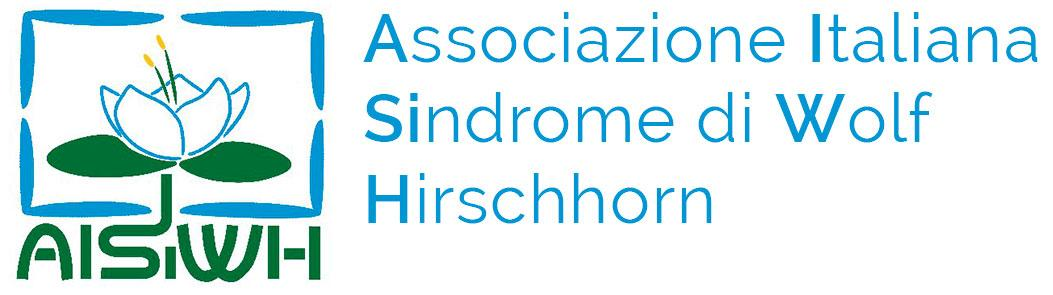 AISiWH
Associazione Italiana
Sindrome di Wolf
Hirschhorn